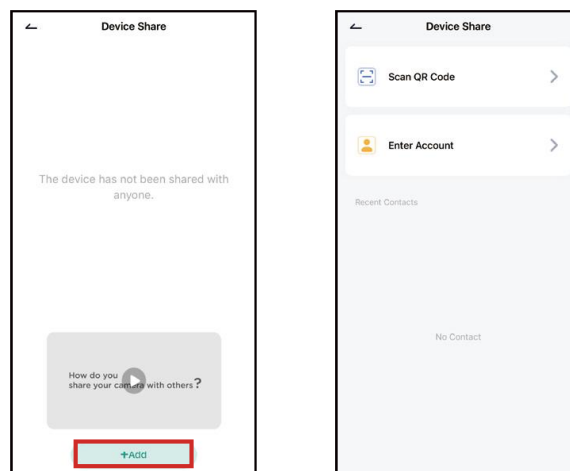 Device Share
The device has not been shared with
anyone.
How do you
share your camera with others?
+Add
Device Share
Scan QR Code
Enter Account
Recent Contacts
No Contact